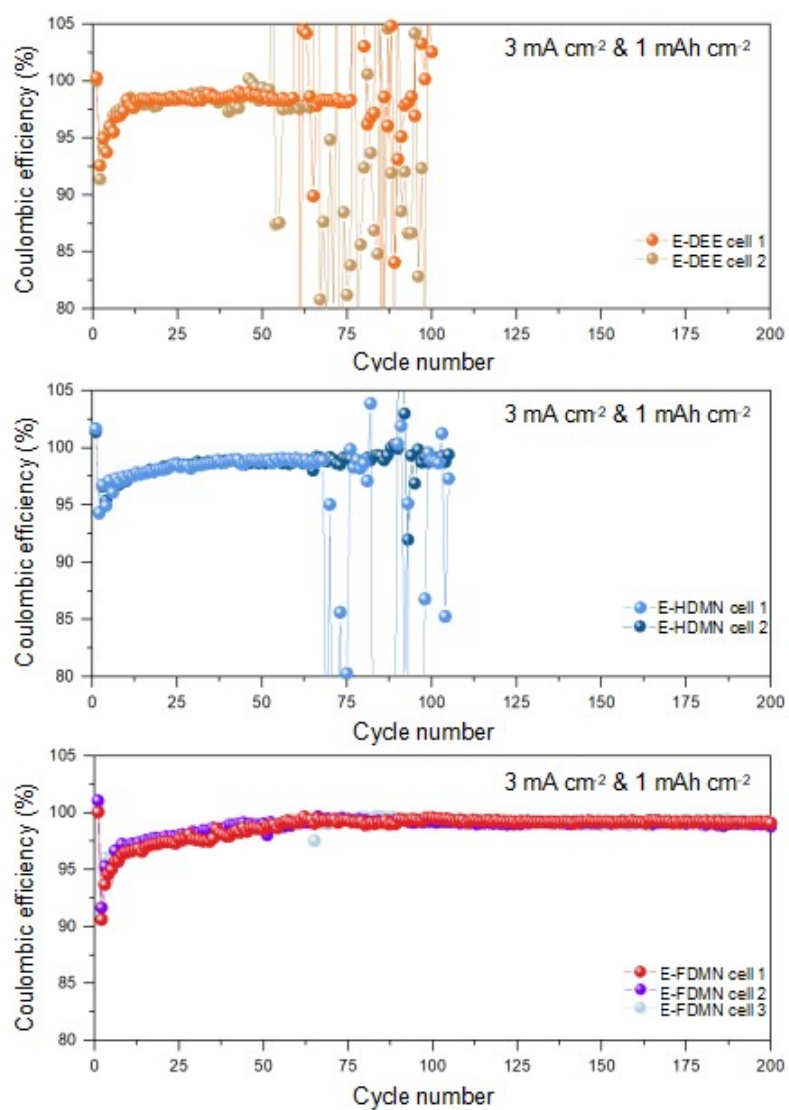 105
3 mA cm-2 & 1 mAh cm-2
100
95
90
85
80
Coulombic efficiency (%)
E-DEE cell 1
E-DEE cell 2
0 25 50 75 100 125 150 175 200
Cycle number
105
3 mA cm-2 & 1 mAh cm-2
100
95
90
85
80
Coulombic efficiency (%)
E-HDMN cell 1
E-HDMN cell 2
0 25 50 75 100 125 150 175 200
Cycle number
105
3 mA cm-2 & 1 mAh cm-2
100
95
90
85
80
Coulombic efficiency (%)
E-FDMN cell 1
E-FDMN cell 2
E-FDMN cell 3
0 25 50 75 100 125 150 175 200
Cycle number